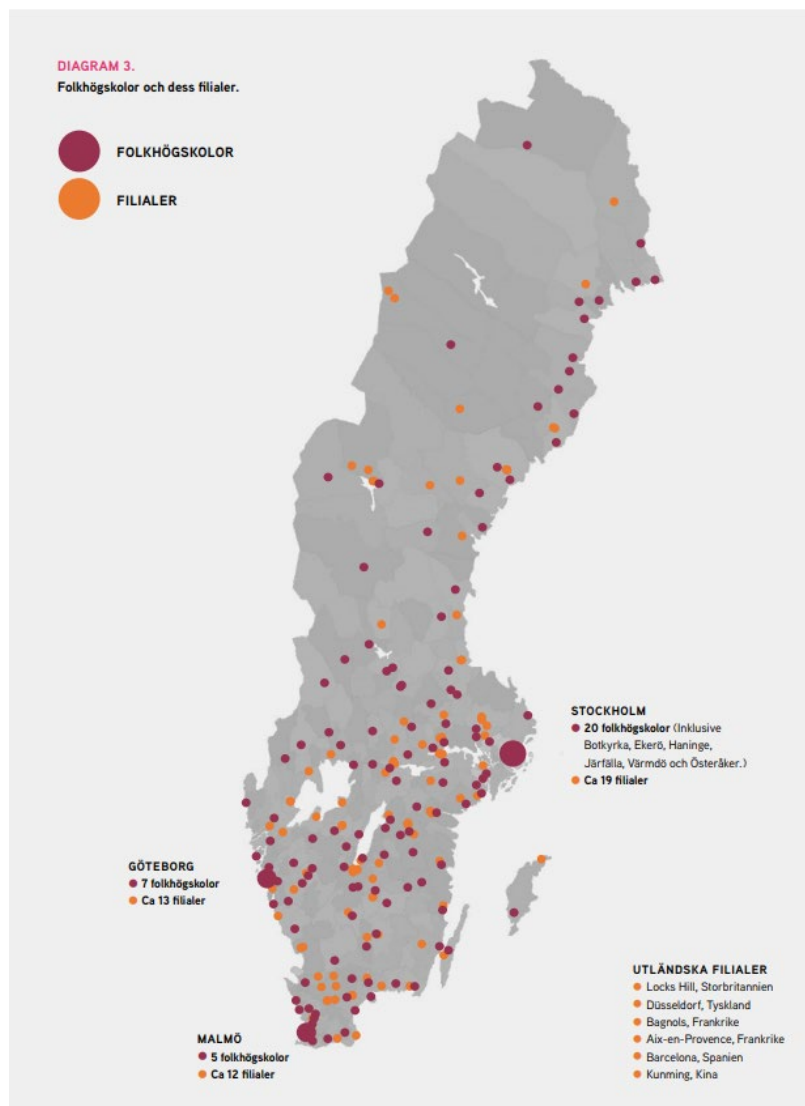 DIAGRAM 3.
Folkhögskolor och dess filialer.
FOLKHÖGSKOLOR
FILIALER
STOCKHOLM
20 folkhögskolor (Inklusive
Botkyrka, Ekerö, Haninge,
Järfälla, Värmdö och Österåker.)
Ca 19 filialer
GÖTEBORG
7 folkhögskolor
Ca 13 filialer
UTLÄNDSKA FILIALER
Locks Hill, Storbritannien
Düsseldorf, Tyskland
Bagnols, Frankrike
Aix-en-Provence, Frankrike
Barcelona, Spanien
Kunming, Kina
MALMÖ
5 folkhögskolor
Ca 12 filialer